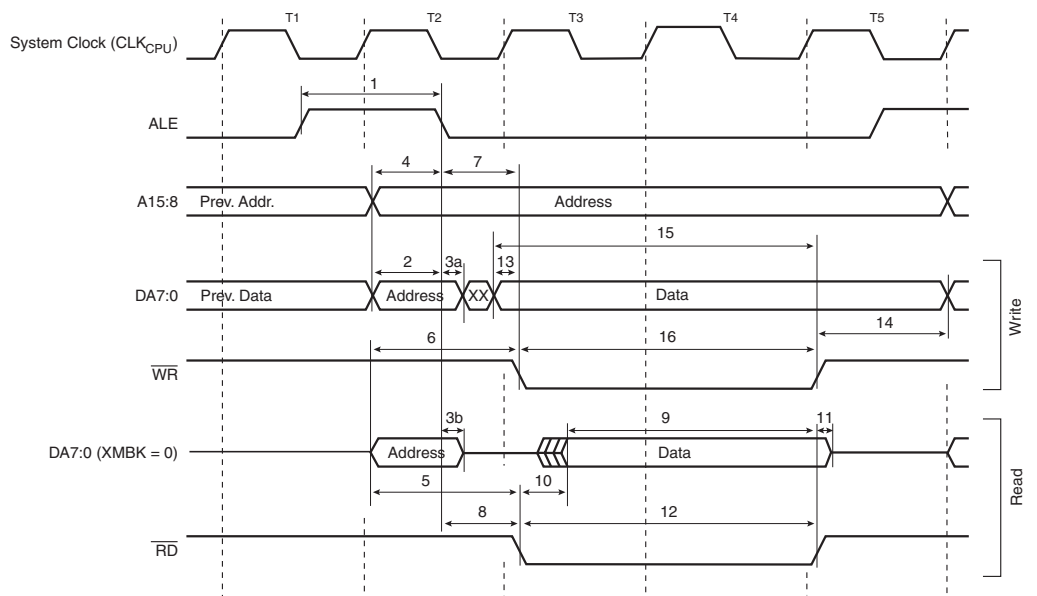 T1 T2 T3 T4 T5
System Clock (CLKCPU)
1
ALE
4 7
A15:8 Prev. Addr. Address
15
2 3a 13
DA7:0 Prev. Data Address XX Data
14
6 16
WR
Write
3b 9 11
DA7:0 (XMBK = 0) Address Data
5 10
8 12
RD
Read